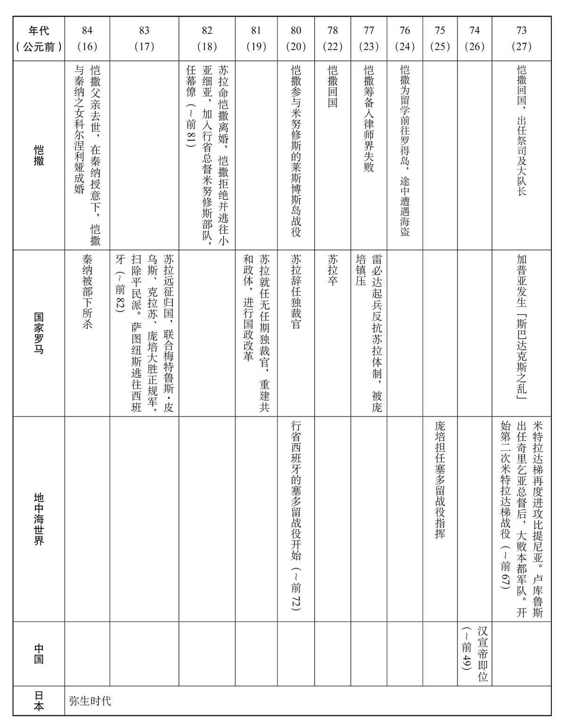 年代
(公元前)
84
(16)
83
(17)
82
(18)
81
(19)
80
(20)
78
(22)
77
(23)
76
(24)
75
(25)
74
(26)
73
(27)
恺撒
恺撒父亲去世,在秦纳授意下,恺撒
与秦纳之女科尔涅利娅成婚
苏拉命恺撒离婚,恺撒拒绝并逃往小
亚细亚,加入行省总督米努修斯部队,
任幕僚(~前81)
恺撒参与米努修斯的莱斯博斯岛战役
恺撒回国
恺撒筹备入律师界失败
恺撒为留学前往罗得岛,途中遭遇海盗
恺撒回国,出任祭司及大队长
国家罗马
秦纳被部下所杀
苏拉远征归国,联合梅特鲁斯·皮
乌斯、克拉苏、庞培大胜正规军。
扫除平民派。萨图纽斯逃往西班
牙(~前82)
苏拉就任无任期独裁官,重建共
和政体,进行国政改革
苏拉辞任独裁官
苏拉卒
雷必达起兵反抗苏拉体制,被庞
培镇压
加普亚发生「斯巴达克斯之乱」
地中海世界
行省西班牙的塞多留战役开始(~前72)
庞培担任塞多留战役指挥
米特拉达梯再度进攻比提尼亚。卢库鲁斯
出任奇里乞亚总督后,大败本都军队。开
始第二次米特拉达梯战役(~前67)
中国
汉宣帝即位
(~前49)
日本
弥生时代